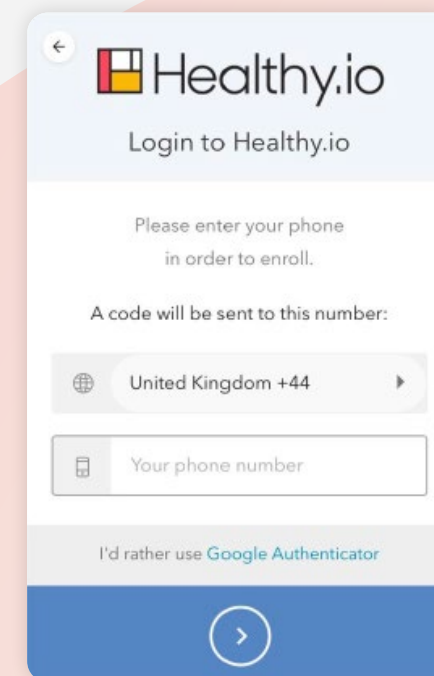 Healthy.io
Login to Healthy.io
Please enter your phone
in order to enroll.
A code will be sent to this number:
United Kingdom +44
Your phone number
I'd rather use Google Authenticator